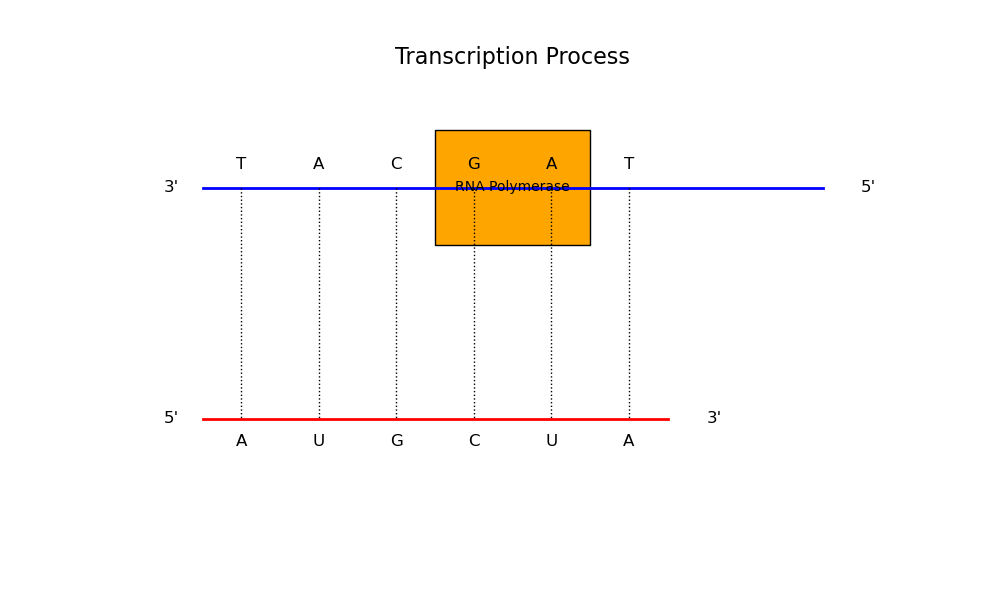 Transcription Process
T A C G A T
3' RNA Polymerase 5'
5' 3'
A U G C U A